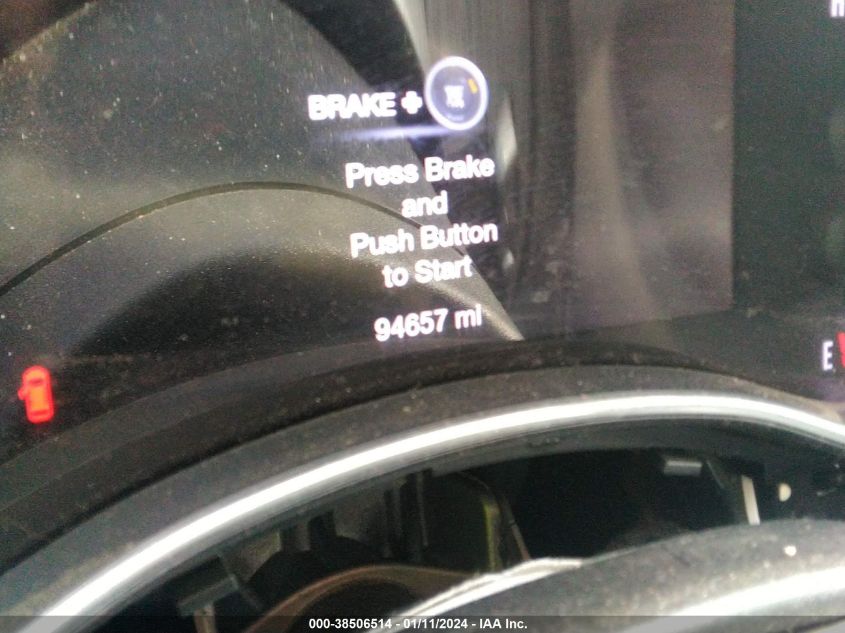 BRAKE +
Press Brake
and
Push Button
to Start
94657 mi
E
000-38506514 - 01/11/2024 - IAA Inc.